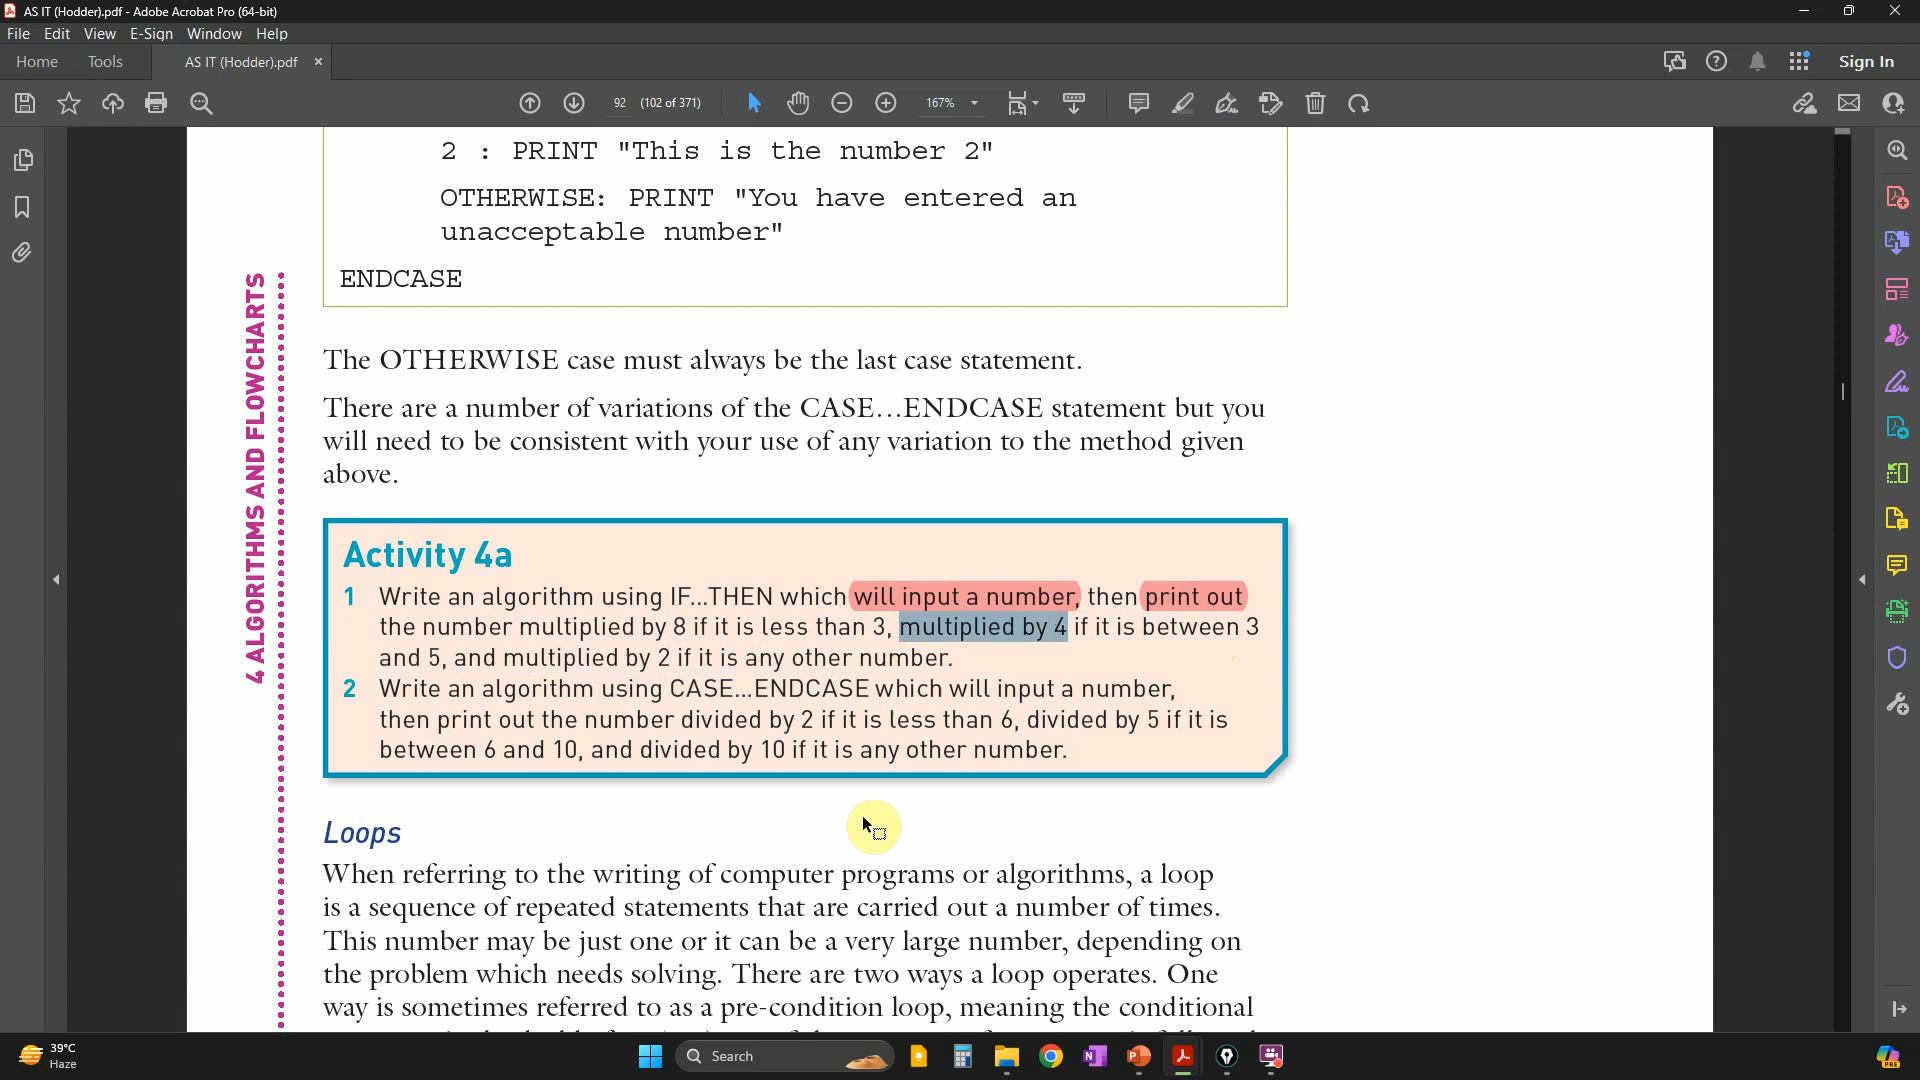 AS IT (Hodder).pdf - Adobe Acrobat Pro (64-bit)
File Edit View E-Sign Window Help
Home Tools AS IT (Hodder).pdf × Sign In
92 (102 of 371) 167%
2 : PRINT "This is the number 2"
OTHERWISE: PRINT "You have entered an
unacceptable number"
ENDCASE
4 ALGORITHMS AND FLOWCHARTS
The OTHERWISE case must always be the last case statement.
There are a number of variations of the CASE…ENDCASE statement but you
will need to be consistent with your use of any variation to the method given
above.
Activity 4a
1 Write an algorithm using IF…THEN which will input a number, then print out
the number multiplied by 8 if it is less than 3, multiplied by 4 if it is between 3
and 5, and multiplied by 2 if it is any other number.
2 Write an algorithm using CASE…ENDCASE which will input a number,
then print out the number divided by 2 if it is less than 6, divided by 5 if it is
between 6 and 10, and divided by 10 if it is any other number.
Loops
When referring to the writing of computer programs or algorithms, a loop
is a sequence of repeated statements that are carried out a number of times.
This number may be just one or it can be a very large number, depending on
the problem which needs solving. There are two ways a loop operates. One
way is sometimes referred to as a pre-condition loop, meaning the conditional
39°C
Haze
Search
PRE